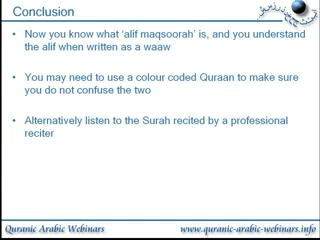 Conclusion
• Now you know what ‘alif maqsoorah’ is, and you understand
the alif when written as a waaw
• You may need to use a colour coded Quraan to make sure
you do not confuse the two
• Alternatively listen to the Surah recited by a professional
reciter
Quranic Arabic Webinars
www.quranic-arabic-webinars.info